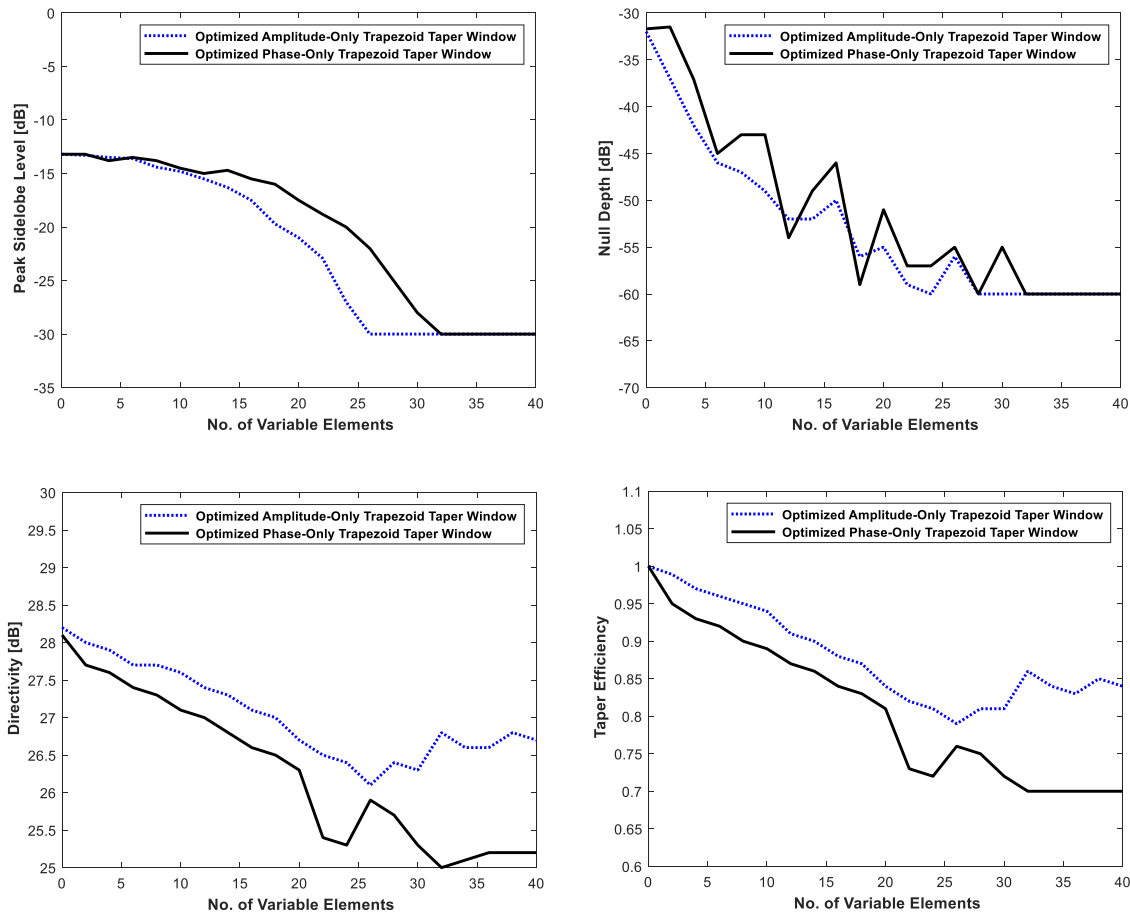 Optimized Amplitude-Only Trapezoid Taper Window
Optimized Phase-Only Trapezoid Taper Window
Peak Sidelobe Level [dB]
0
-5
-10
-15
-20
-25
-30
-35
0 5 10 15 20 25 30 35 40
No. of Variable Elements
Optimized Amplitude-Only Trapezoid Taper Window
Optimized Phase-Only Trapezoid Taper Window
Null Depth [dB]
-30
-35
-40
-45
-50
-55
-60
-65
-70
0 5 10 15 20 25 30 35 40
No. of Variable Elements
Optimized Amplitude-Only Trapezoid Taper Window
Optimized Phase-Only Trapezoid Taper Window
Directivity [dB]
30
29.5
29
28.5
28
27.5
27
26.5
26
25.5
25
0 5 10 15 20 25 30 35 40
No. of Variable Elements
Optimized Amplitude-Only Trapezoid Taper Window
Optimized Phase-Only Trapezoid Taper Window
Taper Efficiency
1.1
1.05
1
0.95
0.9
0.85
0.8
0.75
0.7
0.65
0.6
0 5 10 15 20 25 30 35 40
No. of Variable Elements